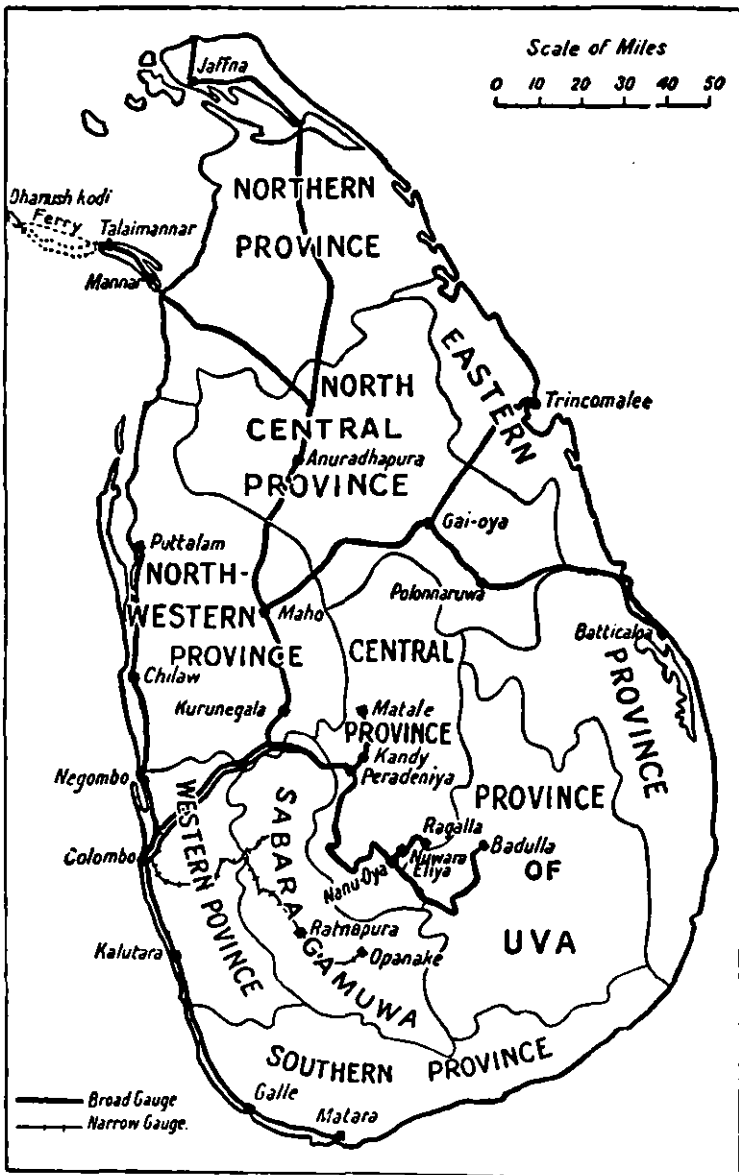 Scale of Miles
0 10 20 30 40 50
Jaffna
NORTHERN
PROVINCE
Dhanush kodi
Ferry
Talaimannar
Mannar
EASTERN
PROVINCE
NORTH
CENTRAL
PROVINCE
Trincomalee
Anuradhapura
Gai-oya
Puttalam
NORTH-
WESTERN
PROVINCE
Maho
Polonnaruwa
Batticaloa
CENTRAL
PROVINCE
Chilaw
Kurunegala
Matale
Kandy
Peradeniya
Negombo
WESTERN POVINCE
SABARAGAMUWA
PROVINCE
OF
UVA
Ragalla
Nuwara
Eliya
Badulla
Nanu-Oya
Colombo
Ratnapura
Opanake
Kalutara
SOUTHERN PROVINCE
Galle
Matara
Broad Gauge
Narrow Gauge.